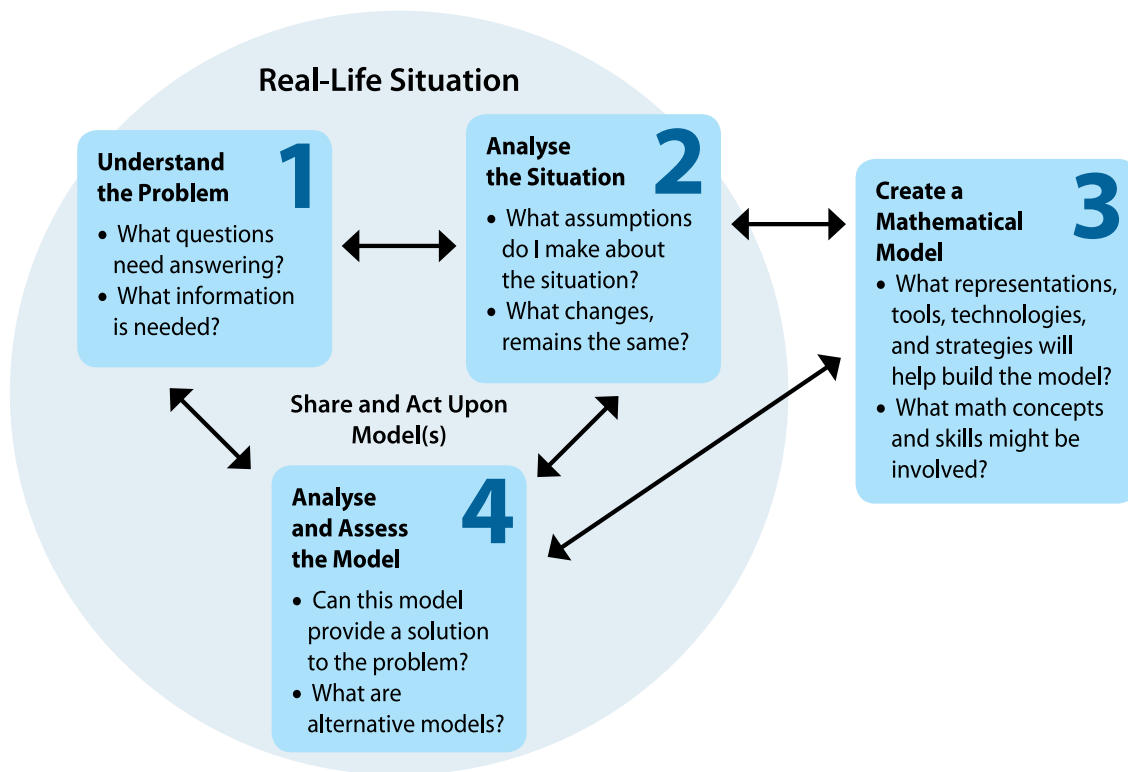 Real-Life Situation
1
Understand
the Problem
• What questions
need answering?
• What information
is needed?
2
Analyse
the Situation
• What assumptions
do I make about
the situation?
• What changes,
remains the same?
3
Create a
Mathematical
Model
• What representations,
tools, technologies,
and strategies will
help build the model?
• What math concepts
and skills might be
involved?
Share and Act Upon
Model(s)
4
Analyse
and Assess
the Model
• Can this model
provide a solution
to the problem?
• What are
alternative models?